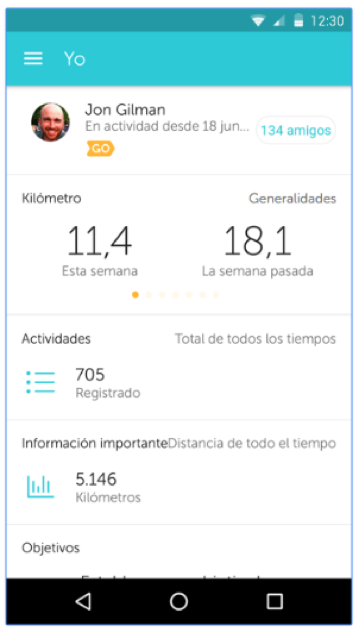 12:30
Yo
Jon Gilman
En actividad desde 18 jun...
134 amigos
GO
Kilómetro
Generalidades
11,4
18,1
Esta semana
La semana pasada
Actividades
Total de todos los tiempos
705
Registrado
Información importante
Distancia de todo el tiempo
5.146
Kilómetros
Objetivos